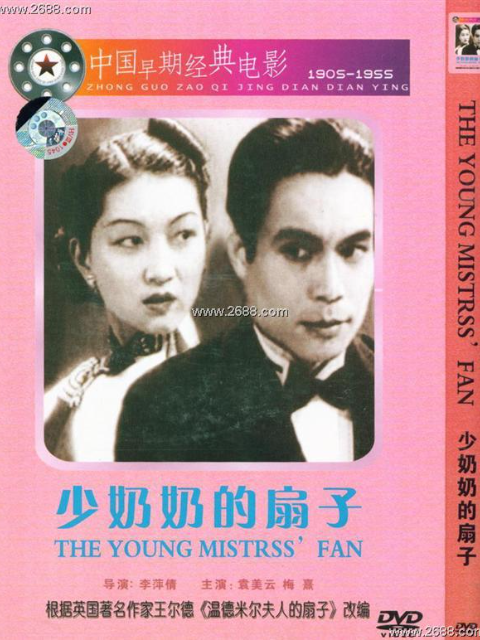 www.2688.com
中国早期经典电影 1905-1955
ZHONG GUO ZAO QI JING DIAN DIAN YING
www.2688.com
少奶奶的扇子
THE YOUNG MISTRSS' FAN
导演: 李萍倩 主演: 袁美云 梅熹
根据英国著名作家王尔德《温德米尔夫人的扇子》改编
DVD
VIDEO
THE YOUNG MISTRSS' FAN
少奶奶的扇子
DVD
www.2688.com